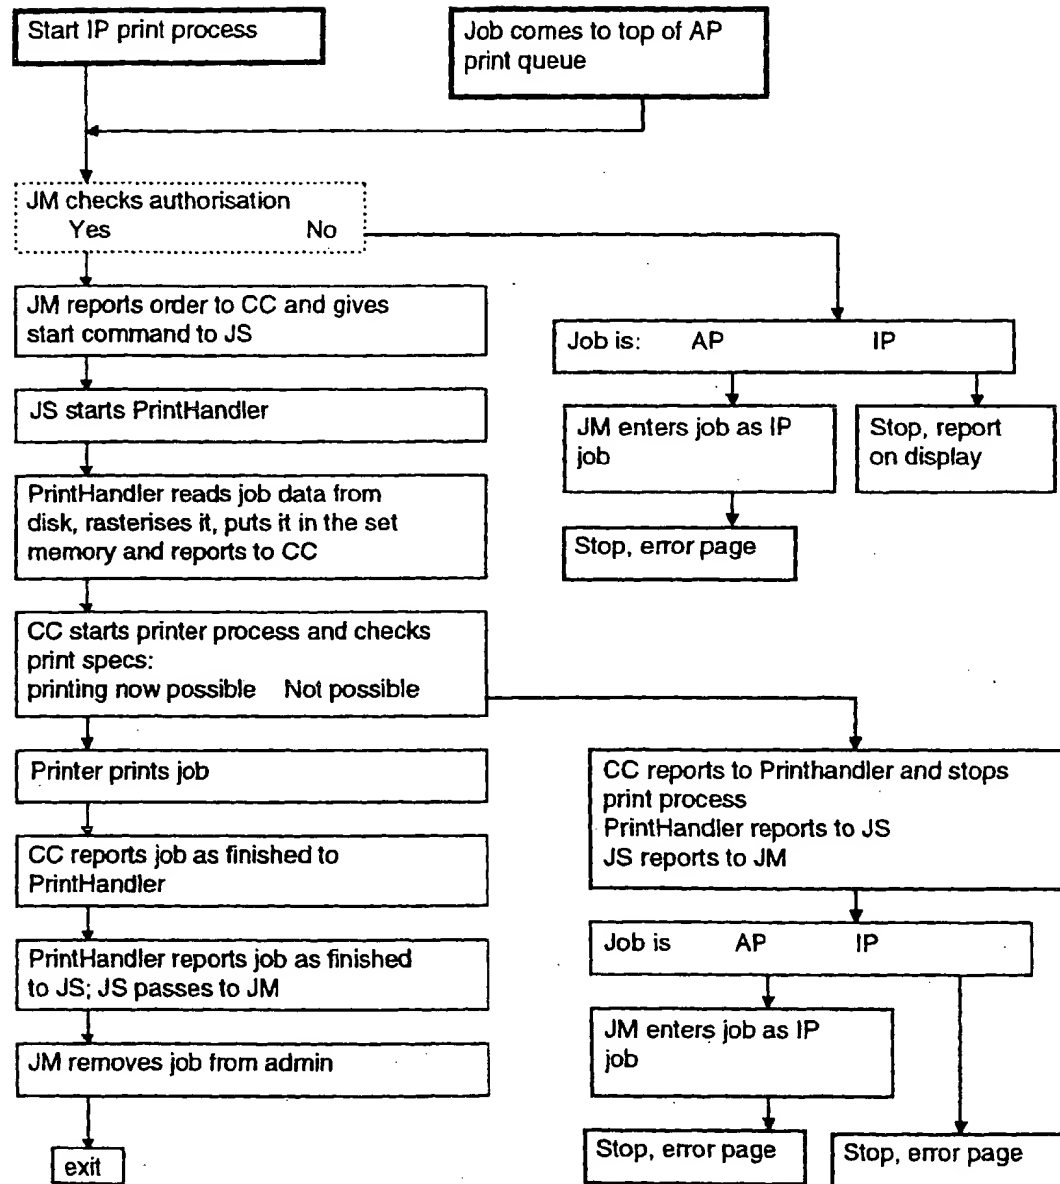 Start IP print process
Job comes to top of AP
print queue
JM checks authorisation
Yes No
JM reports order to CC and gives
start command to JS
JS starts PrintHandler
PrintHandler reads job data from
disk, rasterises it, puts it in the set
memory and reports to CC
CC starts printer process and checks
print specs:
printing now possible Not possible
Printer prints job
CC reports job as finished to
PrintHandler
PrintHandler reports job as finished
to JS; JS passes to JM
JM removes job from admin
exit
Job is: AP IP
JM enters job as IP
job
Stop, report
on display
Stop, error page
CC reports to Printhandler and stops
print process
PrintHandler reports to JS
JS reports to JM
Job is AP IP
JM enters job as IP
job
Stop, error page
Stop, error page